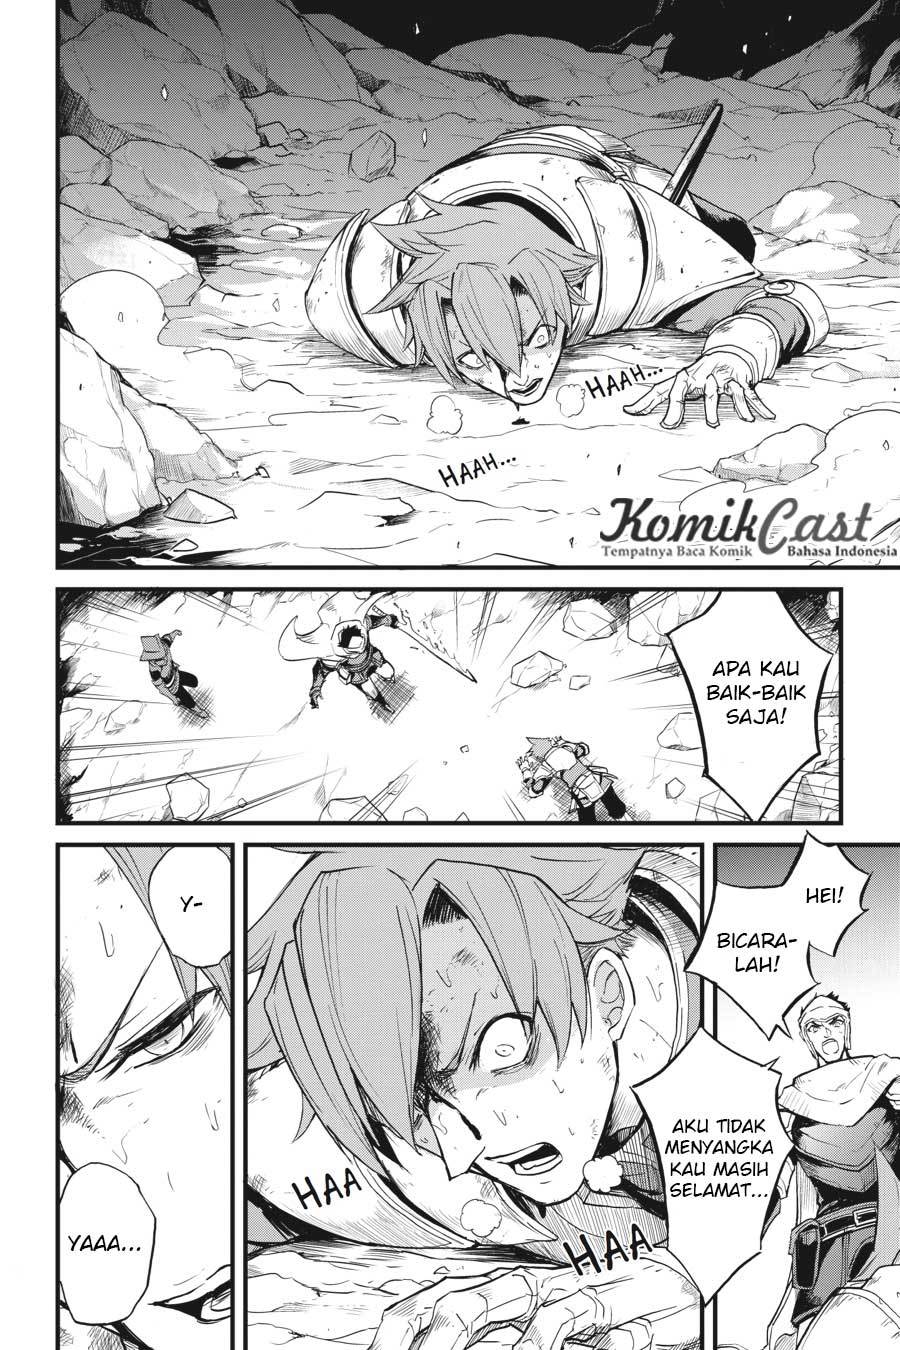 HAAH...
HAAH...
KomikCast
Tempatnya Baca Komik Bahasa Indonesia
APA KAU
BAIK-BAIK
SAJA!
HEI!
BICARA-
LAH!
AKU TIDAK
MENYANGKA
KAU MASIH
SELAMAT...
HAA
HAA
Y-
YAAA...